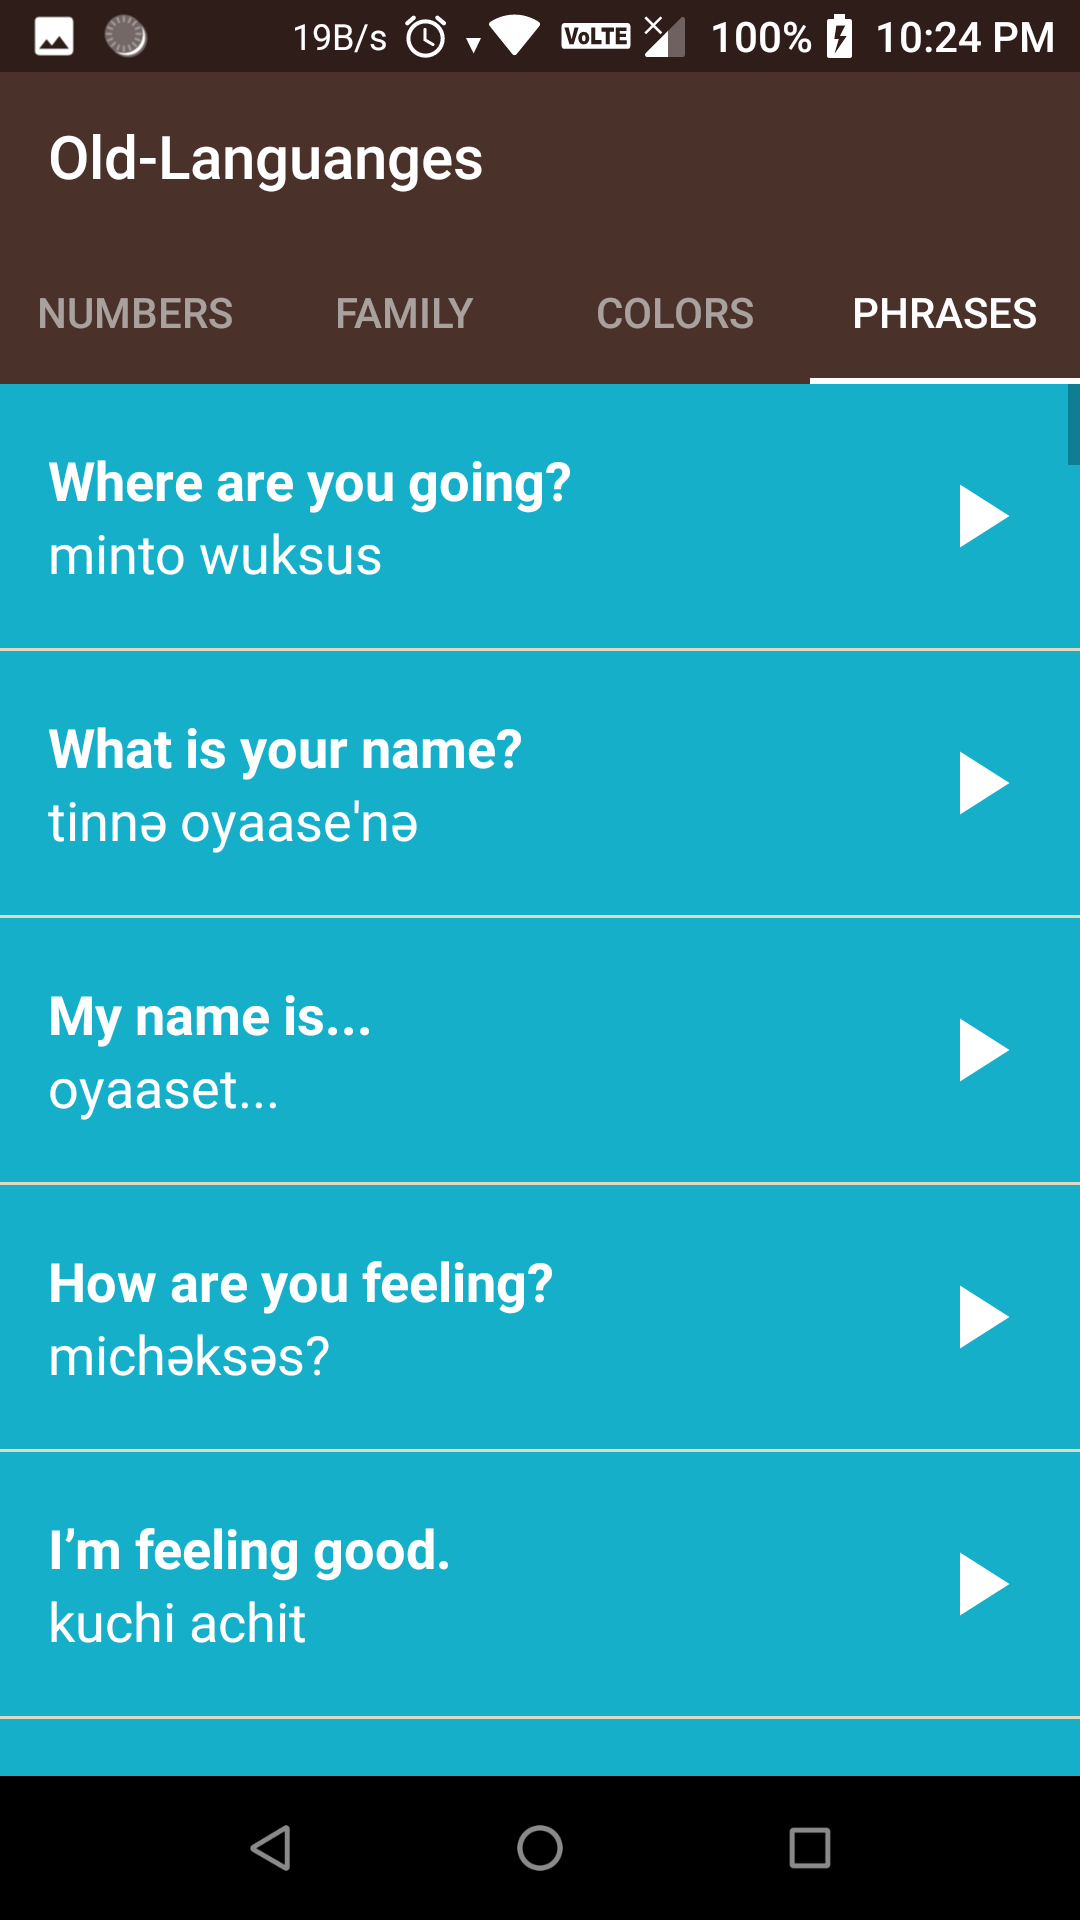 19B/s VoLTE 100% 10:24 PM
Old-Languanges
NUMBERS FAMILY COLORS PHRASES
Where are you going?
minto wuksus
What is your name?
tinnə oyaase'nə
My name is...
oyaaset...
How are you feeling?
michəksəs?
I’m feeling good.
kuchi achit